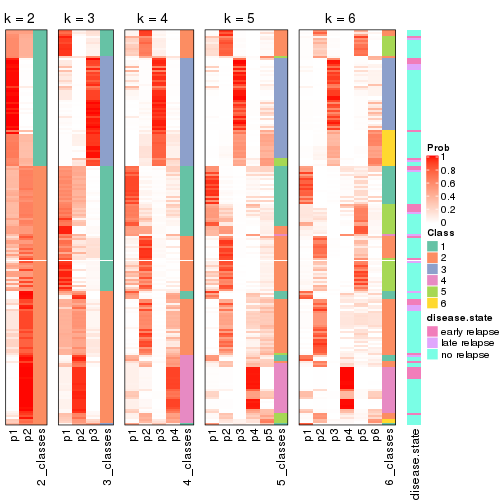 k = 2 k = 3 k = 4 k = 5 k = 6
Prob
1
0.8
0.6
0.4
0.2
0
Class
1
2
3
4
5
6
disease.state
early relapse
late relapse
no relapse
p1 p2 2_classes p1 p2 p3 3_classes p1 p2 p3 p4 4_classes p1 p2 p3 p4 p5 5_classes p1 p2 p3 p4 p5 p6 6_classes disease.state